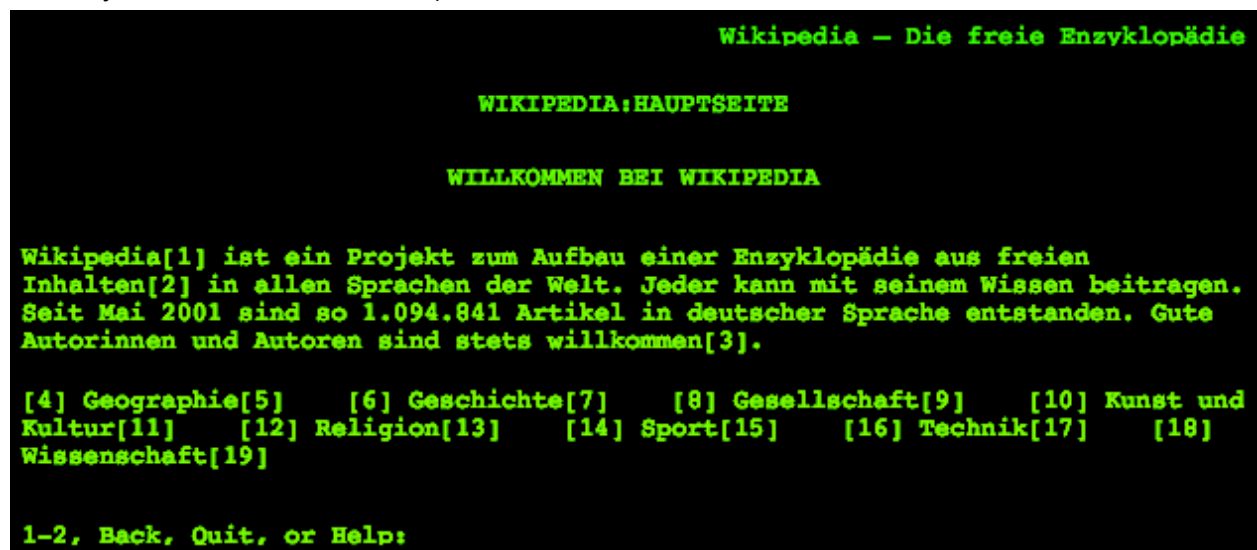 Wikipedia – Die freie Enzyklopädie
WIKIPEDIA:HAUPTSEITE
WILLKOMMEN BEI WIKIPEDIA
Wikipedia[1] ist ein Projekt zum Aufbau einer Enzyklopädie aus freien
Inhalten[2] in allen Sprachen der Welt. Jeder kann mit seinem Wissen beitragen.
Seit Mai 2001 sind so 1.094.841 Artikel in deutscher Sprache entstanden. Gute
Autorinnen und Autoren sind stets willkommen[3].
[4] Geographie[5] [6] Geschichte[7] [8] Gesellschaft[9] [10] Kunst und
Kultur[11] [12] Religion[13] [14] Sport[15] [16] Technik[17] [18]
Wissenschaft[19]
1–2, Back, Quit, or Help: